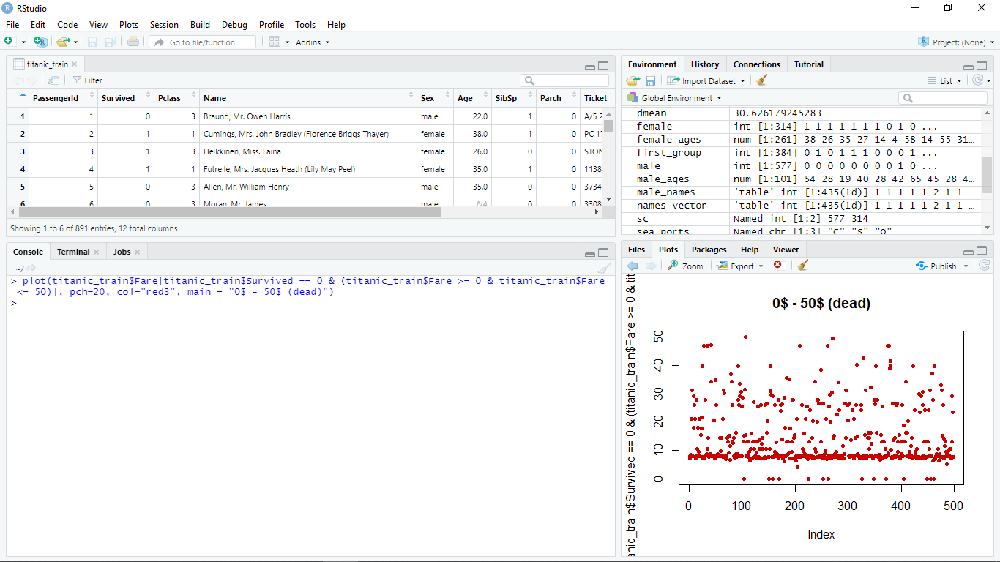 RStudio
File Edit Code View Plots Session Build Debug Profile Tools Help
Go to file/function Addins Project: (None)
titanic_train
Filter
PassengerId Survived Pclass Name Sex Age SibSp Parch Ticket
1 1 0 3 Braund, Mr. Owen Harris male 22.0 1 0 A/5 2
2 2 1 1 Cumings, Mrs. John Bradley (Florence Briggs Thayer) female 38.0 1 0 PC 17
3 3 1 3 Heikkinen, Miss. Laina female 26.0 0 0 STON
4 4 1 1 Futrelle, Mrs. Jacques Heath (Lily May Peel) female 35.0 1 0 1138
5 5 0 3 Allen, Mr. William Henry male 35.0 0 0 3734
6 6 0 3 Moran, Mr. James male NA 0 0 3308
Showing 1 to 6 of 891 entries, 12 total columns
Console Terminal Jobs
~/
> plot(titanic_train$Fare[titanic_train$Survived == 0 & (titanic_train$Fare >= 0 & titanic_train$Fare
<= 50)], pch=20, col="red3", main = "0$ - 50$ (dead)")
>
Environment History Connections Tutorial
Import Dataset List
Global Environment
dmean 30.626179245283
female int [1:314] 1 1 1 1 1 1 1 0 1 0 ...
female_ages num [1:261] 38 26 35 27 14 4 58 14 55 31...
first_group int [1:384] 0 1 0 1 1 1 0 0 0 1 ...
male int [1:577] 0 0 0 0 0 0 0 0 1 0 ...
male_ages num [1:101] 54 28 19 40 28 42 65 45 28 4...
male_names 'table' int [1:435(1d)] 1 1 1 1 1 2 1 1 ...
names_vector 'table' int [1:435(1d)] 1 1 1 1 1 2 1 1 ...
sc Named int [1:2] 577 314
sea_ports Named chr [1:3] "C" "S" "Q"
Files Plots Packages Help Viewer
Zoom Export Publish
0$ - 50$ (dead)
anic_train$Survived == 0 & (titanic_train$Fare >= 0 & tit
50
40
30
20
10
0
0 100 200 300 400 500
Index